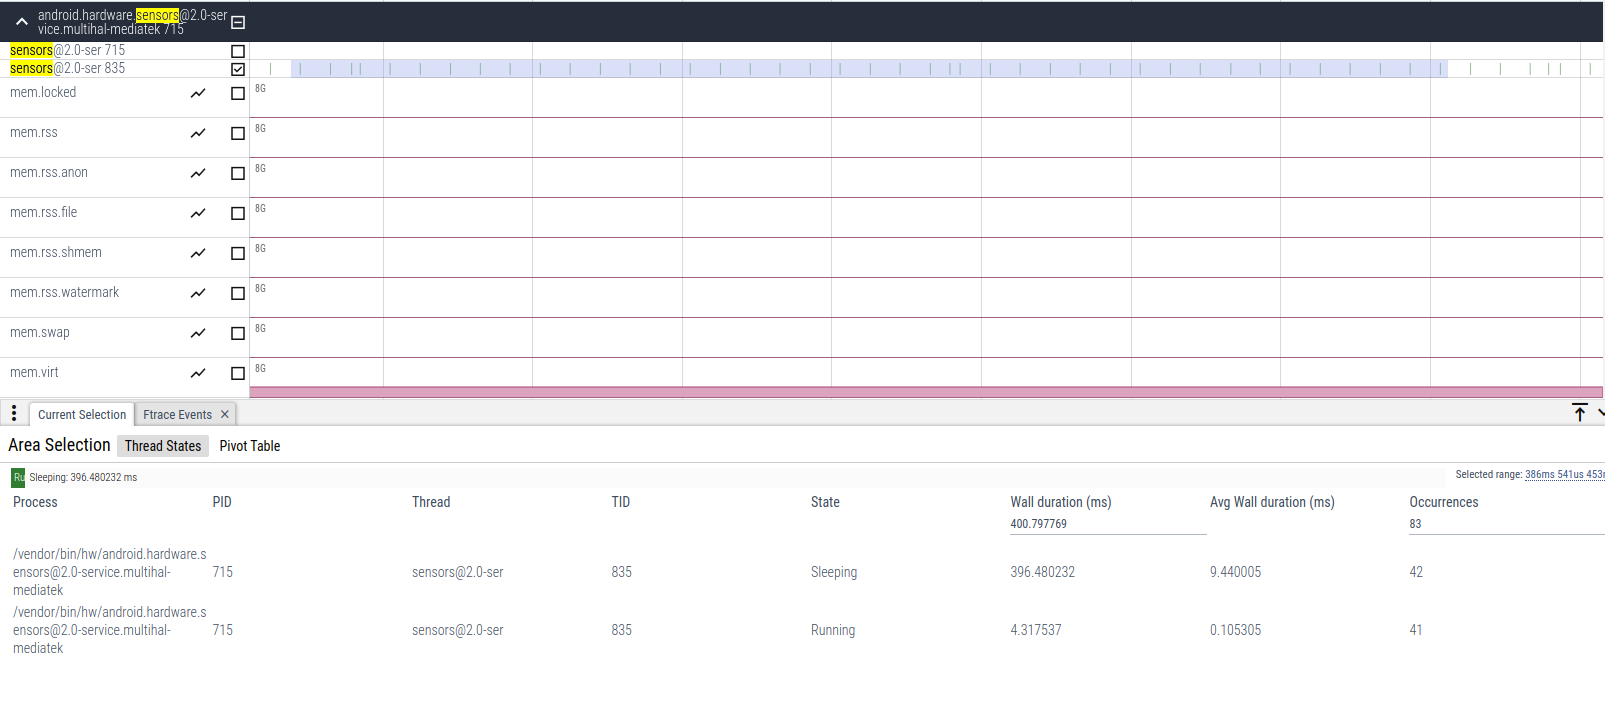 android.hardware.sensors@2.0-ser
vice.multihal-mediatek 715
sensors@2.0-ser 715
sensors@2.0-ser 835
mem.locked 8G
mem.rss 8G
mem.rss.anon 8G
mem.rss.file 8G
mem.rss.shmem 8G
mem.rss.watermark 8G
mem.swap 8G
mem.virt 8G
Current Selection Ftrace Events
Area Selection Thread States Pivot Table
Ru Sleeping: 396.480232 ms Selected range: 386ms 541us 453
Process PID Thread TID State Wall duration (ms) Avg Wall duration (ms) Occurrences
400.797769 83
/vendor/bin/hw/android.hardware.s
ensors@2.0-service.multihal- 715 sensors@2.0-ser 835 Sleeping 396.480232 9.440005 42
mediatek
/vendor/bin/hw/android.hardware.s
ensors@2.0-service.multihal- 715 sensors@2.0-ser 835 Running 4.317537 0.105305 41
mediatek